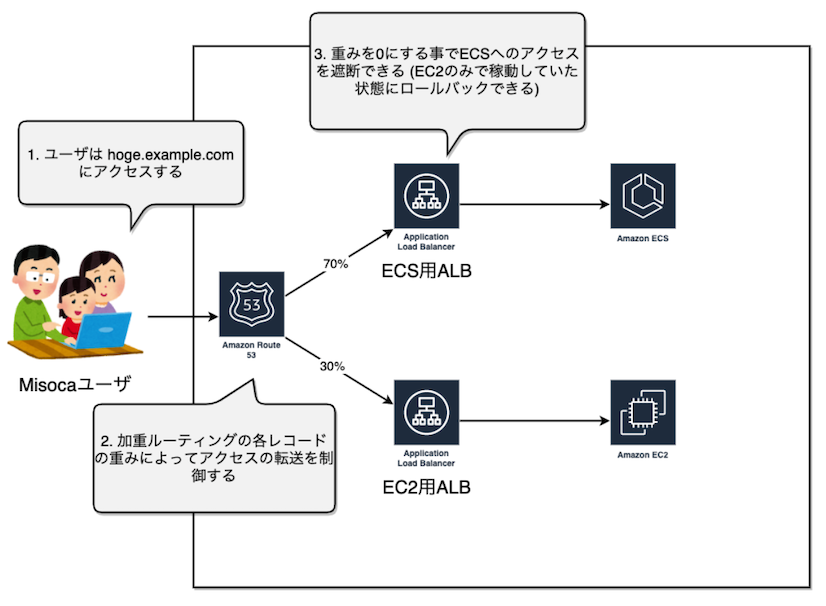 3. 重みを0にする事でECSへのアクセス
を遮断できる (EC2のみで稼動していた
状態にロールバックできる)
1. ユーザは hoge.example.com
にアクセスする
Application
Load Balancer
ECS用ALB
Amazon ECS
70%
53
Amazon Route
53
30%
Misocaユーザ
2. 加重ルーティングの各レコード
の重みによってアクセスの転送を制
御する
Application
Load Balancer
EC2用ALB
Amazon EC2